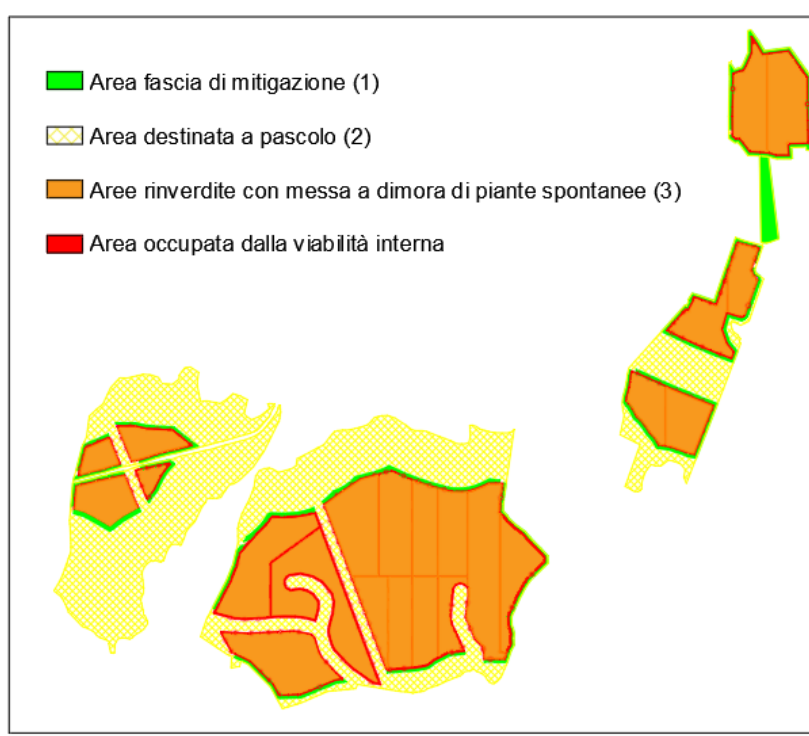 Area fascia di mitigazione (1)
Area destinata a pascolo (2)
Aree rinverdite con messa a dimora di piante spontanee (3)
Area occupata dalla viabilità interna